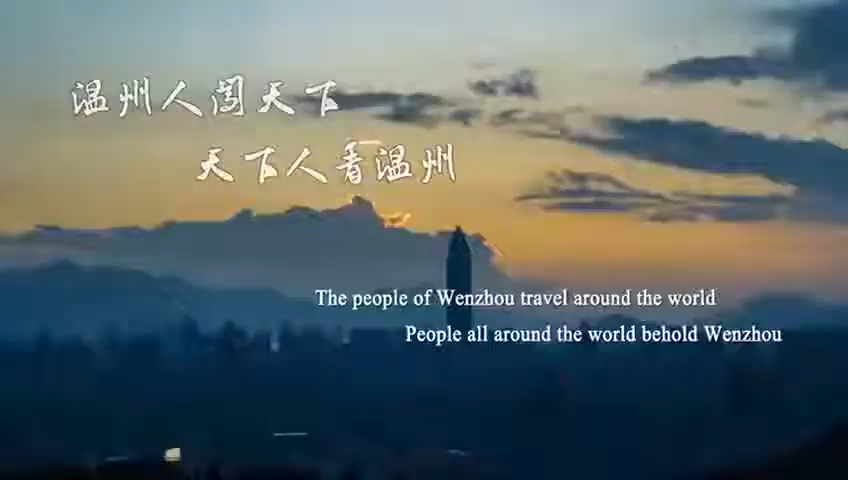 温州人闯天下
天下人看温州
The people of Wenzhou travel around the world
People all around the world behold Wenzhou